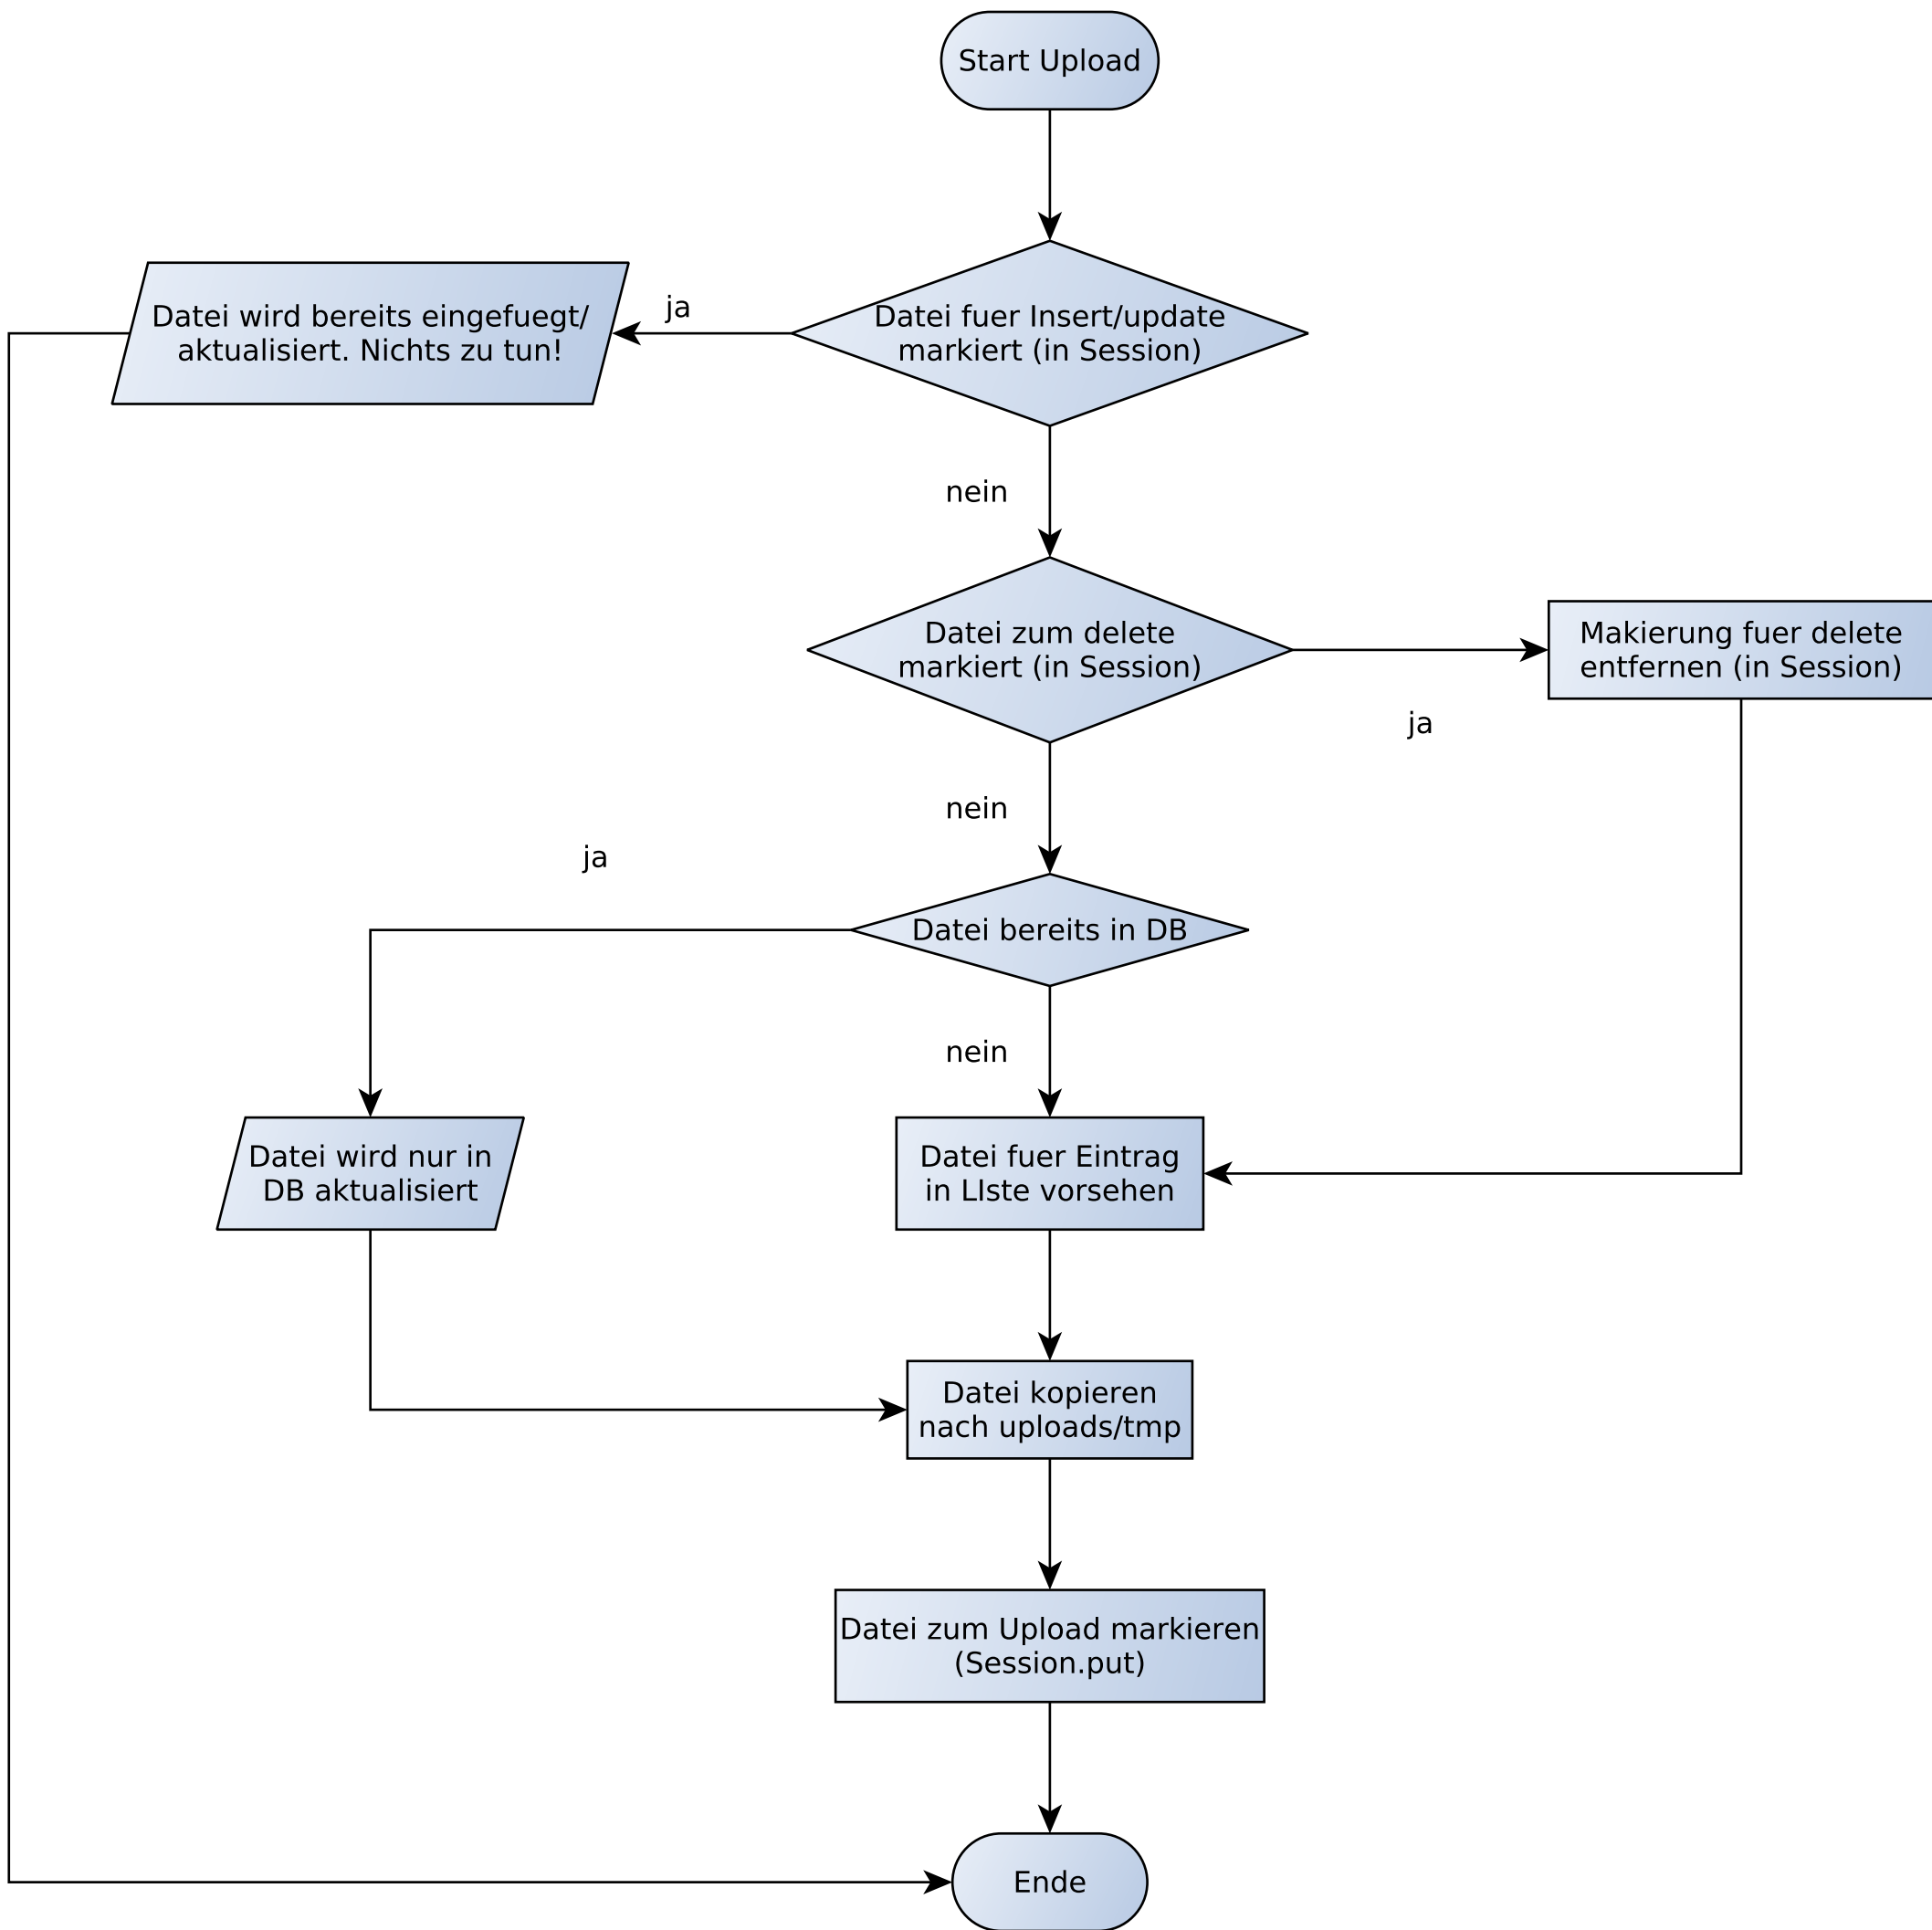 Start Upload
Datei wird bereits eingefuegt/
aktualisiert. Nichts zu tun!
ja
Datei fuer Insert/update
markiert (in Session)
nein
Datei zum delete
markiert (in Session)
Makierung fuer delete
entfernen (in Session)
ja
nein
ja
Datei bereits in DB
nein
Datei wird nur in
DB aktualisiert
Datei fuer Eintrag
in LIste vorsehen
Datei kopieren
nach uploads/tmp
Datei zum Upload markieren
(Session.put)
Ende